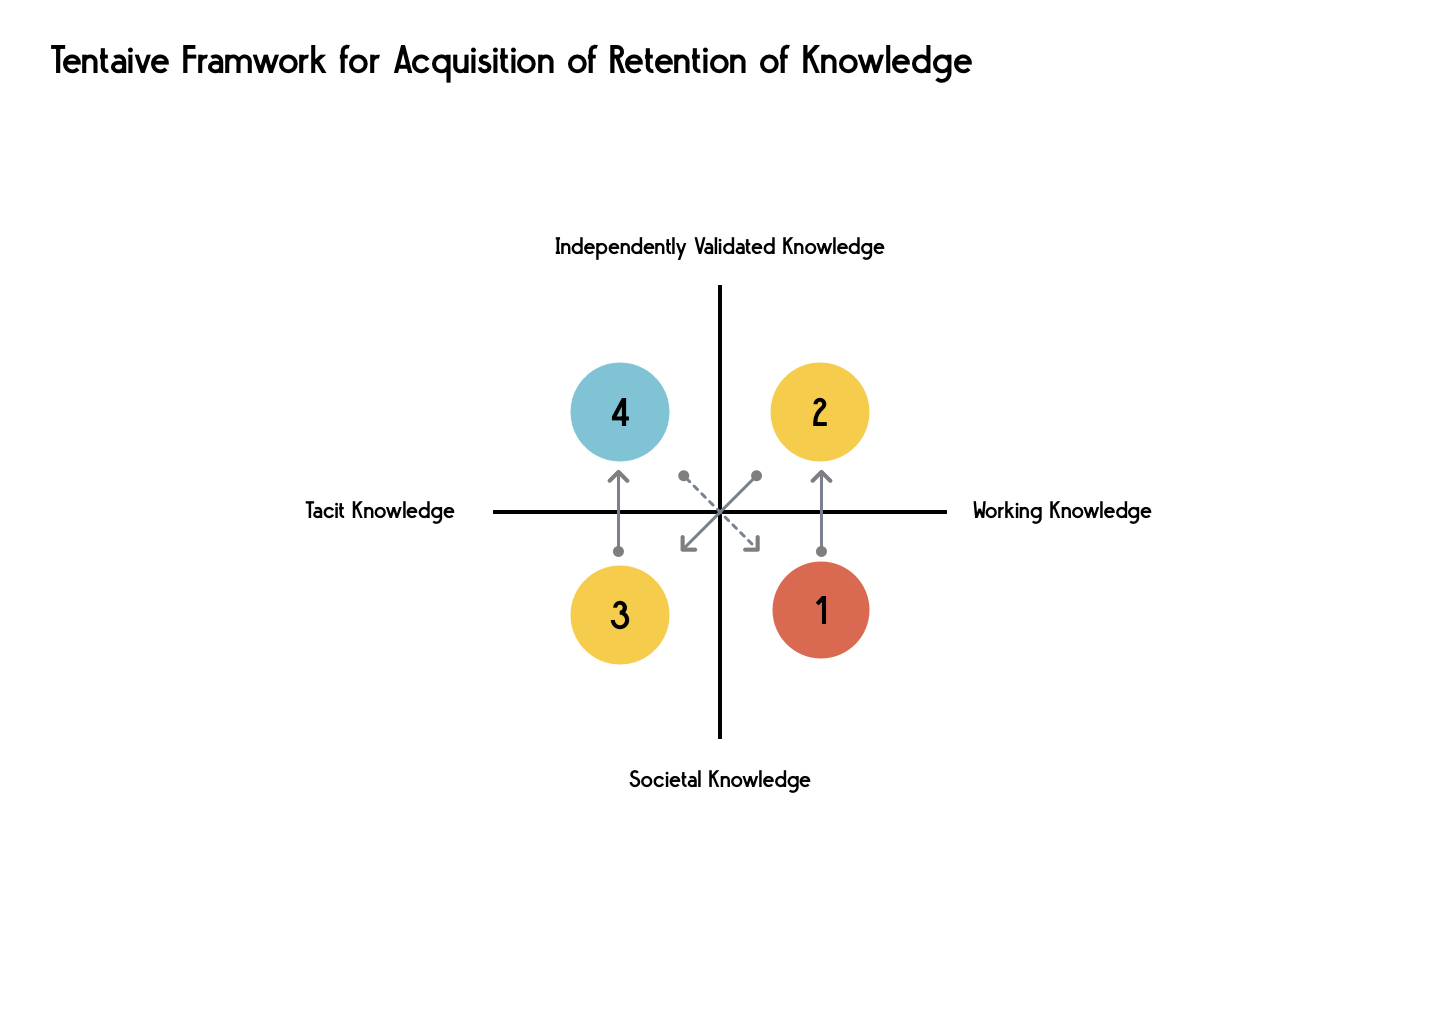 Tentaive Framwork for Acquisition of Retention of Knowledge
Independently Validated Knowledge
4
2
Tacit Knowledge
Working Knowledge
3
1
Societal Knowledge